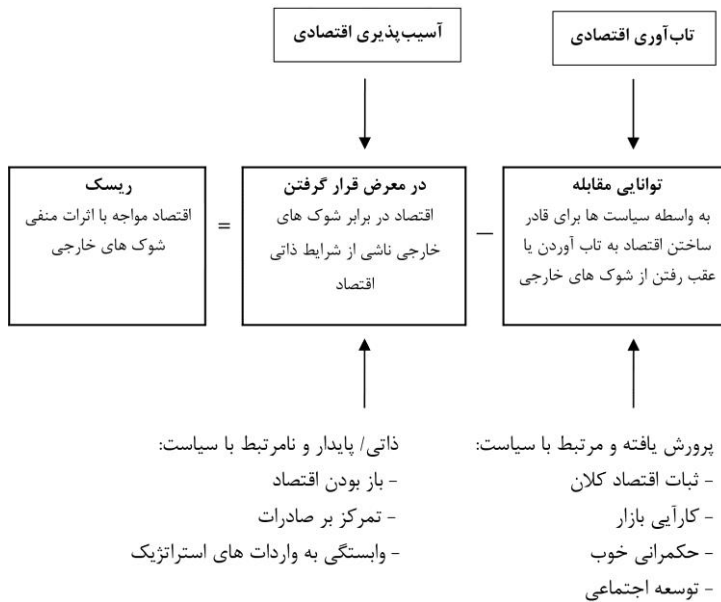 تاب‌آوری اقتصادی
آسیب‌پذیری اقتصادی
توانایی مقابله
به واسطه سیاست ها برای قادر
ساختن اقتصاد به تاب آوردن یا
عقب رفتن از شوک های خارجی
–
در معرض قرار گرفتن
اقتصاد در برابر شوک های
خارجی ناشی از شرایط ذاتی
اقتصاد
=
ریسک
اقتصاد مواجه با اثرات منفی
شوک های خارجی
پرورش یافته و مرتبط با سیاست:
- ثبات اقتصاد کلان
- کارآیی بازار
- حکمرانی خوب
- توسعه اجتماعی
ذاتی/ پایدار و نامرتبط با سیاست:
- باز بودن اقتصاد
- تمرکز بر صادرات
- وابستگی به واردات های استراتژیک